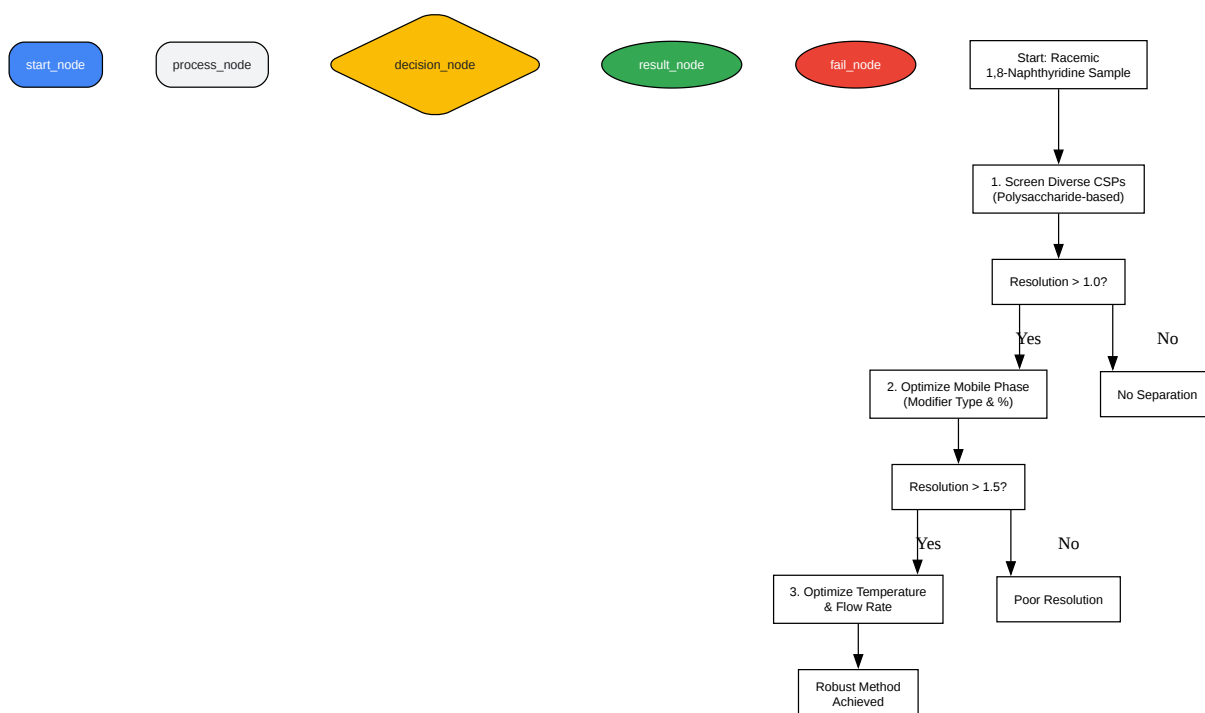 start_node
process_node
decision_node
result_node
fail_node
Start: Racemic
1,8-Naphthyridine Sample
1. Screen Diverse CSPs
(Polysaccharide-based)
Resolution > 1.0?
Yes
No
2. Optimize Mobile Phase
(Modifier Type & %)
No Separation
Resolution > 1.5?
Yes
No
3. Optimize Temperature
& Flow Rate
Poor Resolution
Robust Method
Achieved